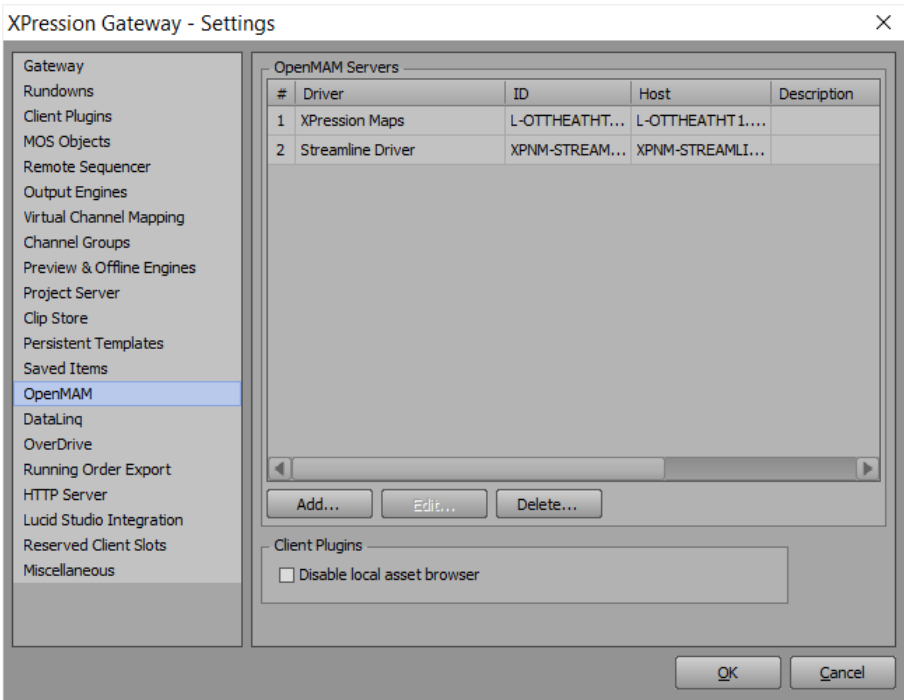 XPression Gateway - Settings
Gateway
Rundowns
Client Plugins
MOS Objects
Remote Sequencer
Output Engines
Virtual Channel Mapping
Channel Groups
Preview & Offline Engines
Project Server
Clip Store
Persistent Templates
Saved Items
OpenMAM
DataLinq
OverDrive
Running Order Export
HTTP Server
Lucid Studio Integration
Reserved Client Slots
Miscellaneous
OpenMAM Servers
# Driver ID Host Description
1 XPression Maps L-OTTHEATHT... L-OTTHEATHT1....
2 Streamline Driver XPNM-STREAM... XPNM-STREAMLI...
Add... Edit... Delete...
Client Plugins
Disable local asset browser
OK Cancel